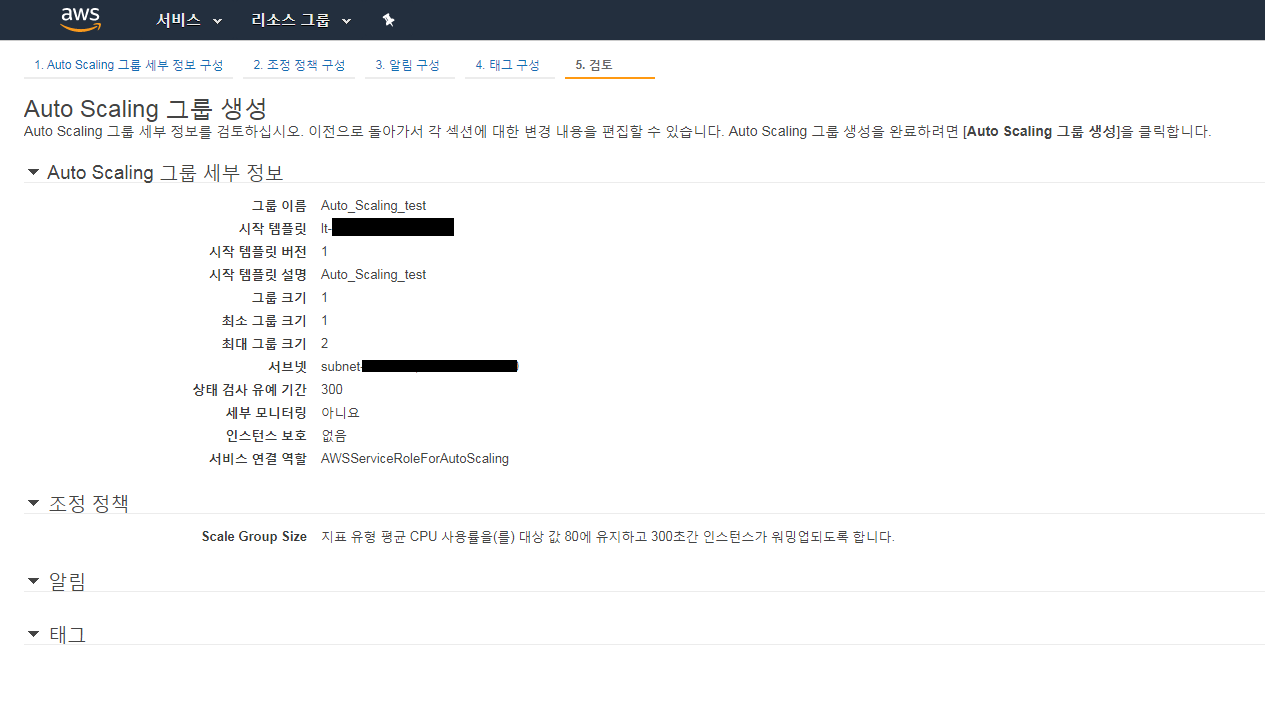 aws 서비스 리소스 그룹
1. Auto Scaling 그룹 세부 정보 구성 2. 조정 정책 구성 3. 알림 구성 4. 태그 구성 5. 검토
Auto Scaling 그룹 생성
Auto Scaling 그룹 세부 정보를 검토하십시오. 이전으로 돌아가서 각 섹션에 대한 변경 내용을 편집할 수 있습니다. Auto Scaling 그룹 생성을 완료하려면 [Auto Scaling 그룹 생성]을 클릭합니다.
Auto Scaling 그룹 세부 정보
그룹 이름 Auto_Scaling_test
시작 템플릿 lt-
시작 템플릿 버전 1
시작 템플릿 설명 Auto_Scaling_test
그룹 크기 1
최소 그룹 크기 1
최대 그룹 크기 2
서브넷 subnet-
상태 검사 유예 기간 300
세부 모니터링 아니요
인스턴스 보호 없음
서비스 연결 역할 AWSServiceRoleForAutoScaling
조정 정책
Scale Group Size 지표 유형 평균 CPU 사용률을(를) 대상 값 80에 유지하고 300초간 인스턴스가 워밍업되도록 합니다.
알림
태그